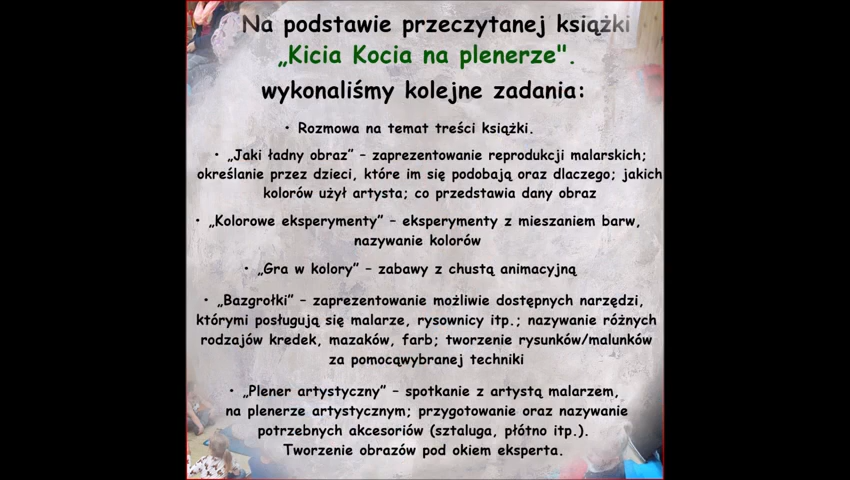 Na podstawie przeczytanej książki
„Kicia Kocia na plenerze".
wykonaliśmy kolejne zadania:
• Rozmowa na temat treści książki.
• „Jaki ładny obraz” – zaprezentowanie reprodukcji malarskich;
określanie przez dzieci, które im się podobają oraz dlaczego; jakich
kolorów użył artysta; co przedstawia dany obraz
• „Kolorowe eksperymenty” – eksperymenty z mieszaniem barw,
nazywanie kolorów
• „Gra w kolory” – zabawy z chustą animacyjną
• „Bazgrołki” – zaprezentowanie możliwie dostępnych narzędzi,
którymi posługują się malarze, rysownicy itp.; nazywanie różnych
rodzajów kredek, mazaków, farb; tworzenie rysunków/malunków
za pomocąwybranej techniki
• „Plener artystyczny” – spotkanie z artystą malarzem,
na plenerze artystycznym; przygotowanie oraz nazywanie
potrzebnych akcesoriów (sztaluga, płótno itp.).
Tworzenie obrazów pod okiem eksperta.